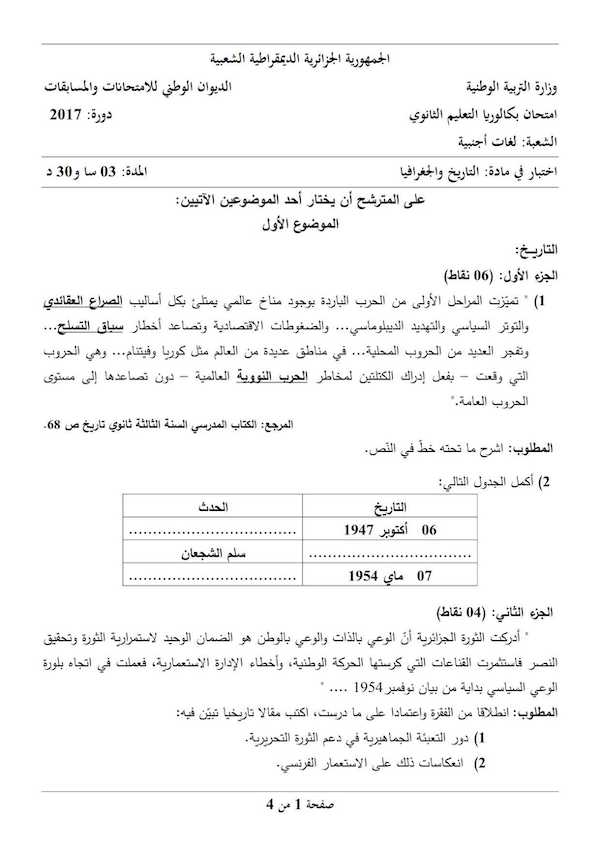 الجمهورية الجزائرية الديمقراطية الشعبية
وزارة التربية الوطنية الديوان الوطني للامتحانات والمسابقات
امتحان بكالوريا التعليم الثانوي دورة: 2017
الشعبة: لغات أجنبية
اختبار في مادة: التاريخ والجغرافيا المدة: 03 سا و30 د
على المترشح أن يختار أحد الموضوعين الآتيين:
الموضوع الأول
التاريـخ:
الجزء الأول: (06 نقاط)
1) " تميّزت المراحل الأولى من الحرب الباردة بوجود مناخ عالمي يمتلئ بكل أساليب الصراع العقائدي
والتوتر السياسي والتهديد الديبلوماسي... والضغوطات الاقتصادية وتصاعد أخطار سباق التسلح...
وتفجر العديد من الحروب المحلية... في مناطق عديدة من العالم مثل كوريا وفيتنام... وهي الحروب
التي وقعت – بفعل إدراك الكتلتين لمخاطر الحرب النووية العالمية – دون تصاعدها إلى مستوى
الحروب العامة."
المرجع: الكتاب المدرسي السنة الثالثة ثانوي تاريخ ص 68.
المطلوب: اشرح ما تحته خطّ في النّص.
2) أكمل الجدول التالي:
التاريخ الحدث
06 أكتوبر 1947 ..................................
.................................. سلم الشجعان
07 ماي 1954 ..................................
الجزء الثاني: (04 نقاط)
" أدركت الثورة الجزائرية أنّ الوعي بالذات والوعي بالوطن هو الضمان الوحيد لاستمرارية الثورة وتحقيق
النصر فاستثمرت القناعات التي كرستها الحركة الوطنية، وأخطاء الإدارة الاستعمارية، فعملت في اتجاه بلورة
الوعي السياسي بداية من بيان نوفمبر 1954 .... "
المطلوب: انطلاقا من الفقرة واعتمادا على ما درست، اكتب مقالا تاريخيا تبيّن فيه:
1) دور التعبئة الجماهيرية في دعم الثورة التحريرية.
2) انعكاسات ذلك على الاستعمار الفرنسي.
صفحة 1 من 4